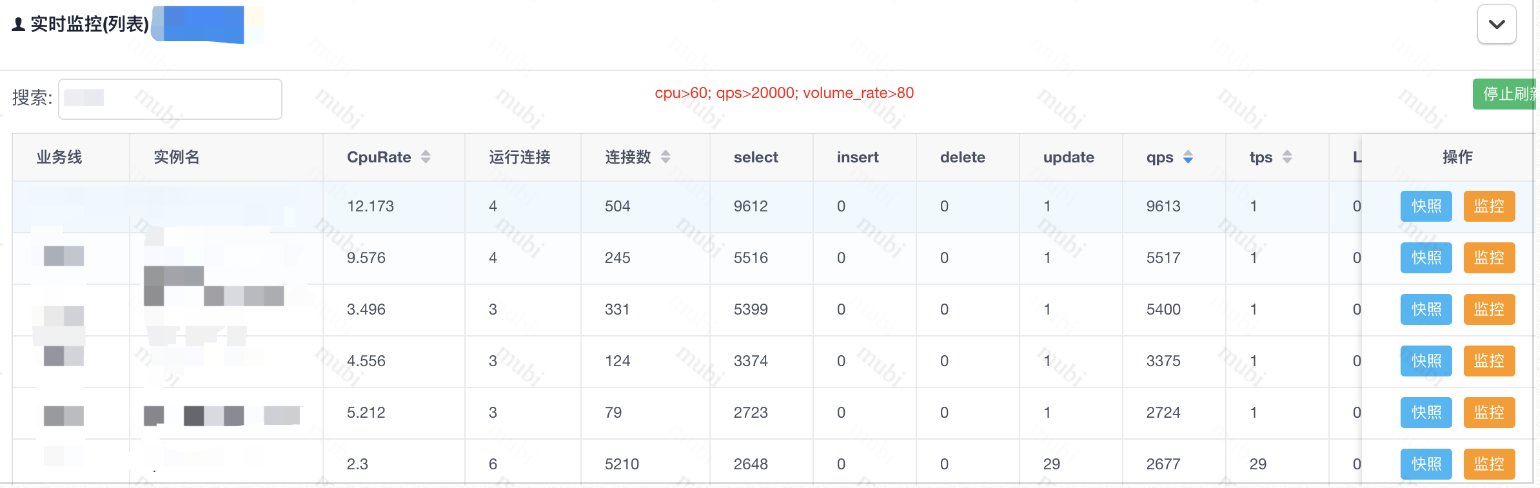 实时监控(列表)
搜索:
cpu>60; qps>20000; volume_rate>80
停止刷新
业务线 实例名 CpuRate 运行连接 连接数 select insert delete update qps tps L 操作
12.173 4 504 9612 0 0 1 9613 1 0 快照 监控
9.576 4 245 5516 0 0 1 5517 1 0 快照 监控
3.496 3 331 5399 0 0 1 5400 1 0 快照 监控
4.556 3 124 3374 0 0 1 3375 1 0 快照 监控
5.212 3 79 2723 0 0 1 2724 1 0 快照 监控
2.3 6 5210 2648 0 0 29 2677 29 0 快照 监控
mubi